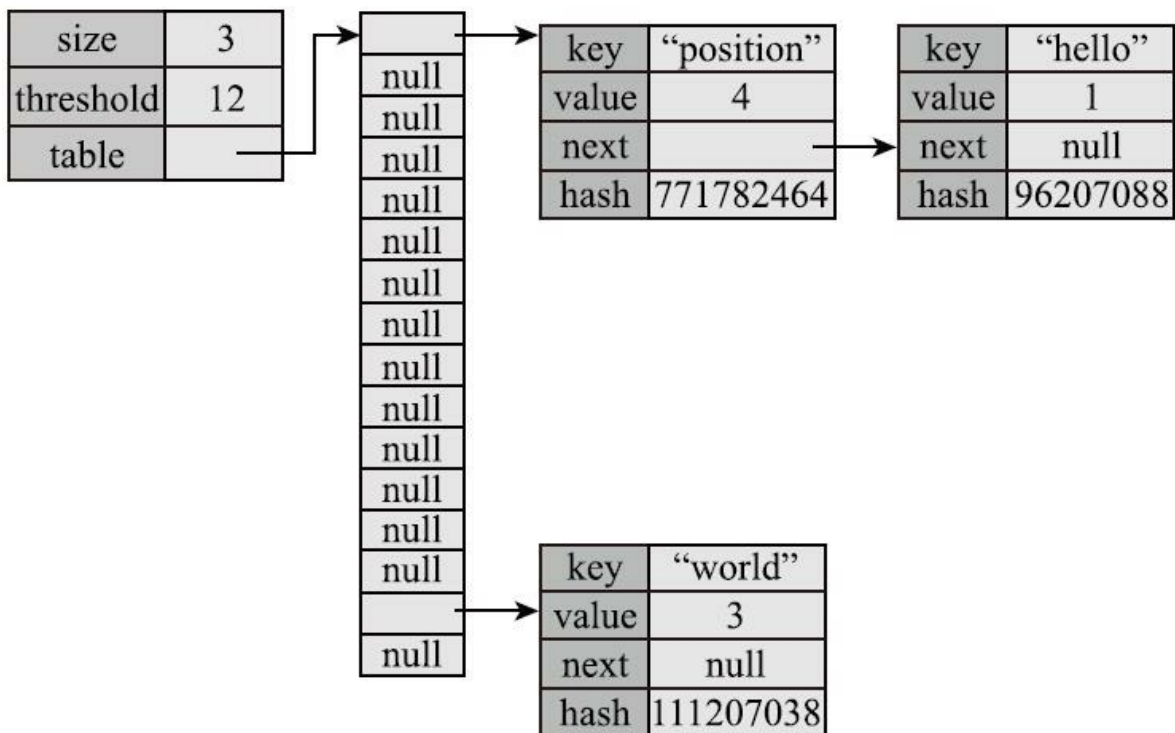 size 3
threshold 12
table
null
null
null
null
null
null
null
null
null
null
null
null
null
null
key “position”
value 4
next
hash 771782464
key “hello”
value 1
next null
hash 96207088
key “world”
value 3
next null
hash 111207038